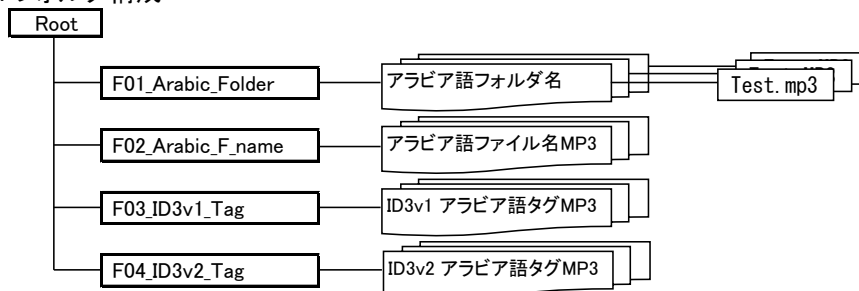 Root
F01_Arabic_Folder
アラビア語フォルダ名
Test.mp3
F02_Arabic_F_name
アラビア語ファイル名MP3
F03_ID3v1_Tag
ID3v1 アラビア語タグMP3
F04_ID3v2_Tag
ID3v2 アラビア語タグMP3